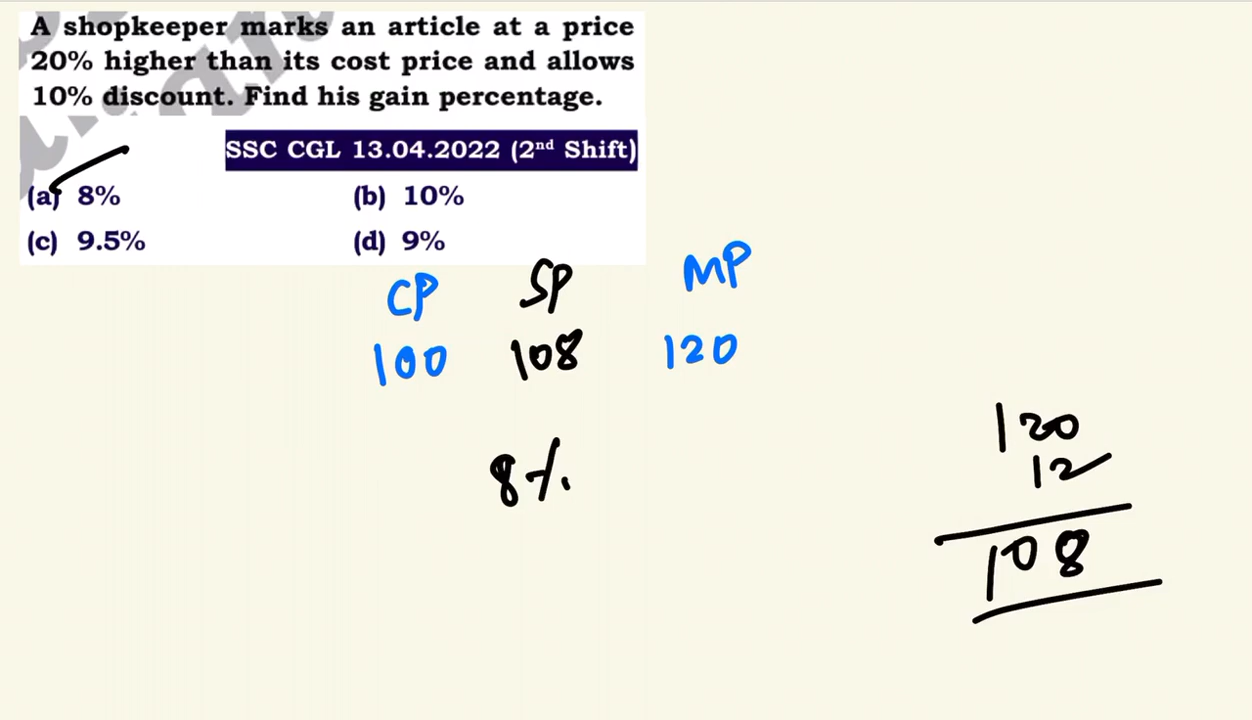 A shopkeeper marks an article at a price
20% higher than its cost price and allows
10% discount. Find his gain percentage.
SSC CGL 13.04.2022 (2nd Shift)
(a) 8% (b) 10%
(c) 9.5% (d) 9%
CP SP MP
100 108 120
8%
120
12
108